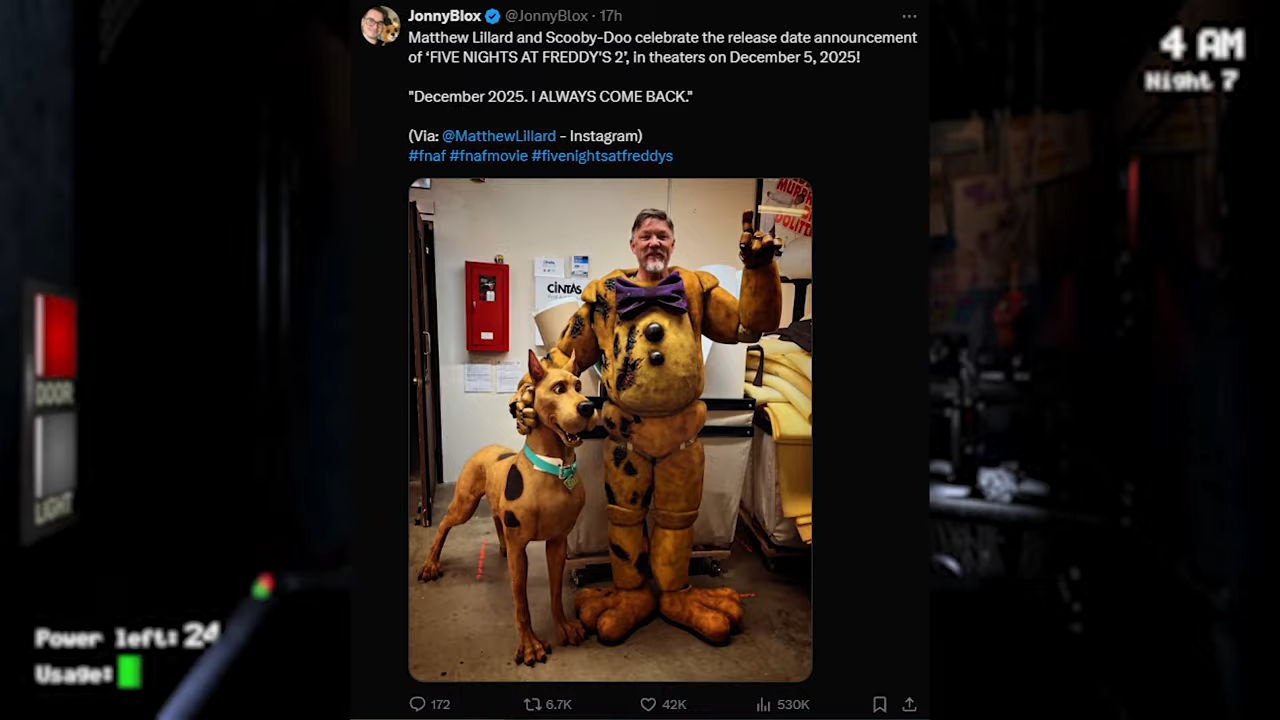 JonnyBlox @JonnyBlox · 17h
Matthew Lillard and Scooby-Doo celebrate the release date announcement
of ‘FIVE NIGHTS AT FREDDY’S 2’, in theaters on December 5, 2025!
"December 2025. I ALWAYS COME BACK."
(Via: @MatthewLillard - Instagram)
#fnaf #fnafmovie #fivenightsatfreddys
CINTAS
172 6.7K 42K 530K
4 AM
Night 7
DOOR
LIGHT
Power left: 24
Usage: